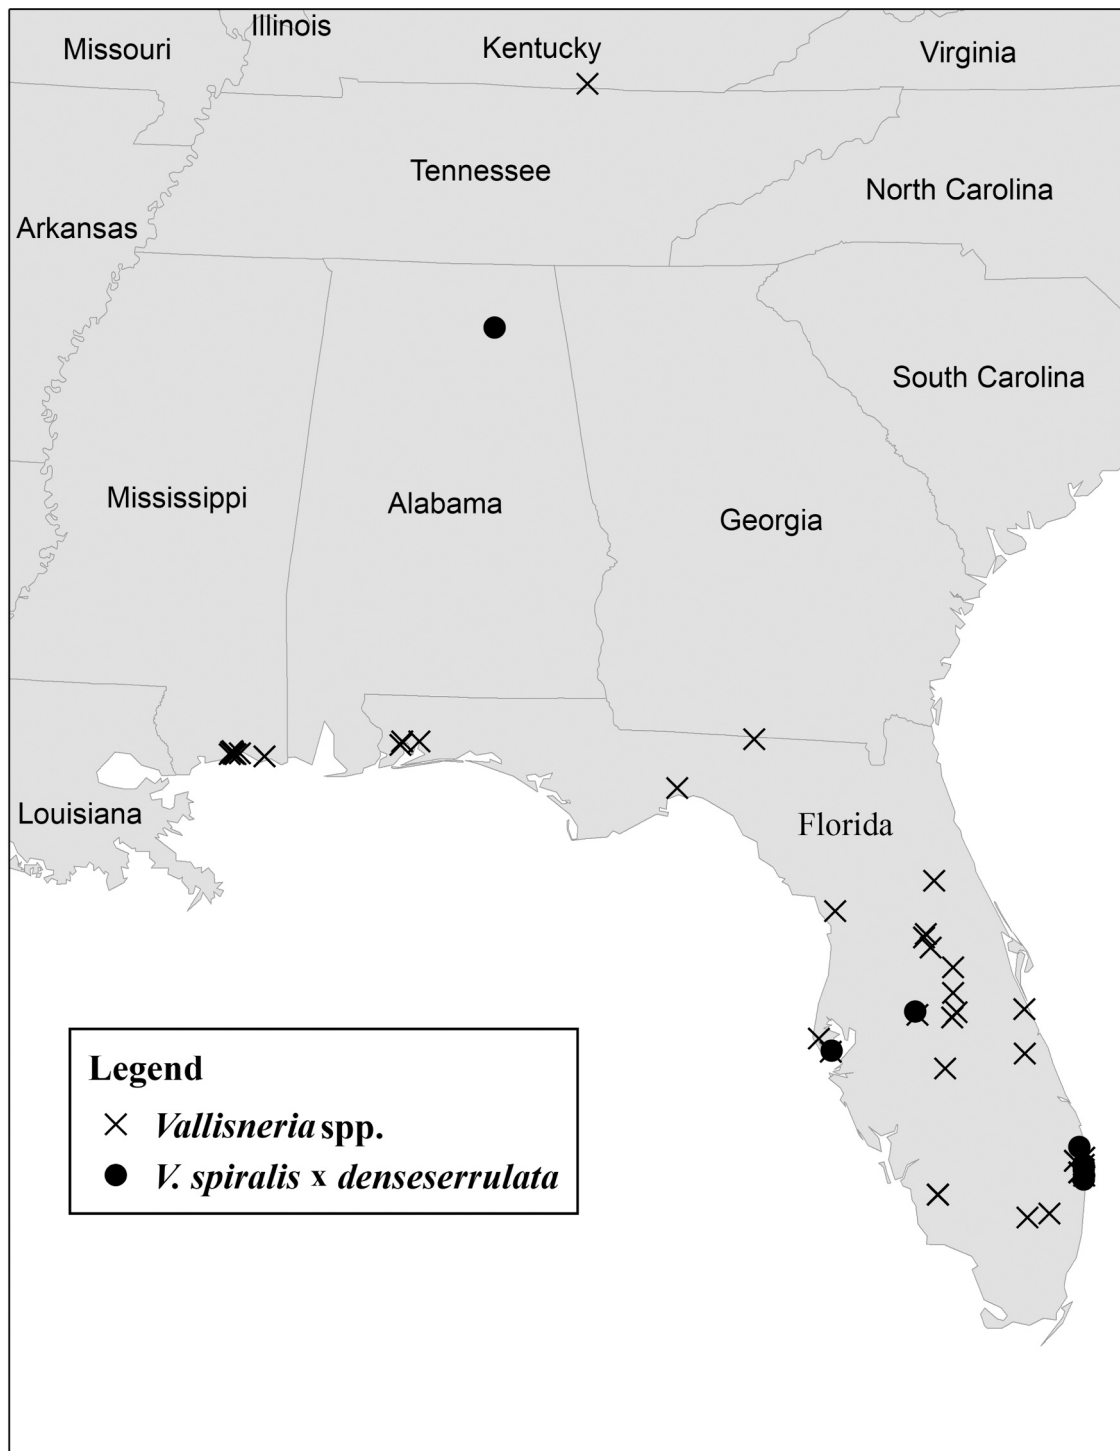 Illinois
Missouri
Kentucky
Virginia
Tennessee
North Carolina
Arkansas
South Carolina
Mississippi
Alabama
Georgia
Louisiana
Florida
Legend
Vallisneria spp.
V. spiralis x denseserrulata